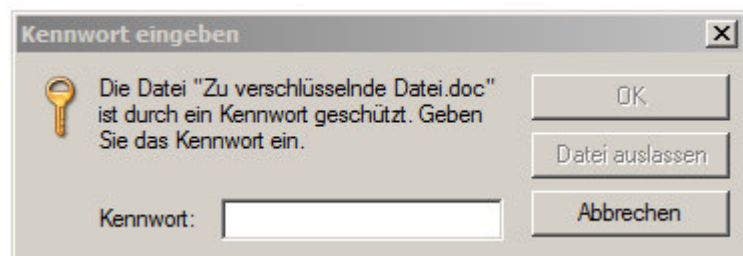 Kennwort eingeben
Die Datei "Zu verschlüsselnde Datei.doc"
ist durch ein Kennwort geschützt. Geben
Sie das Kennwort ein.
Kennwort:
OK
Datei auslassen
Abbrechen